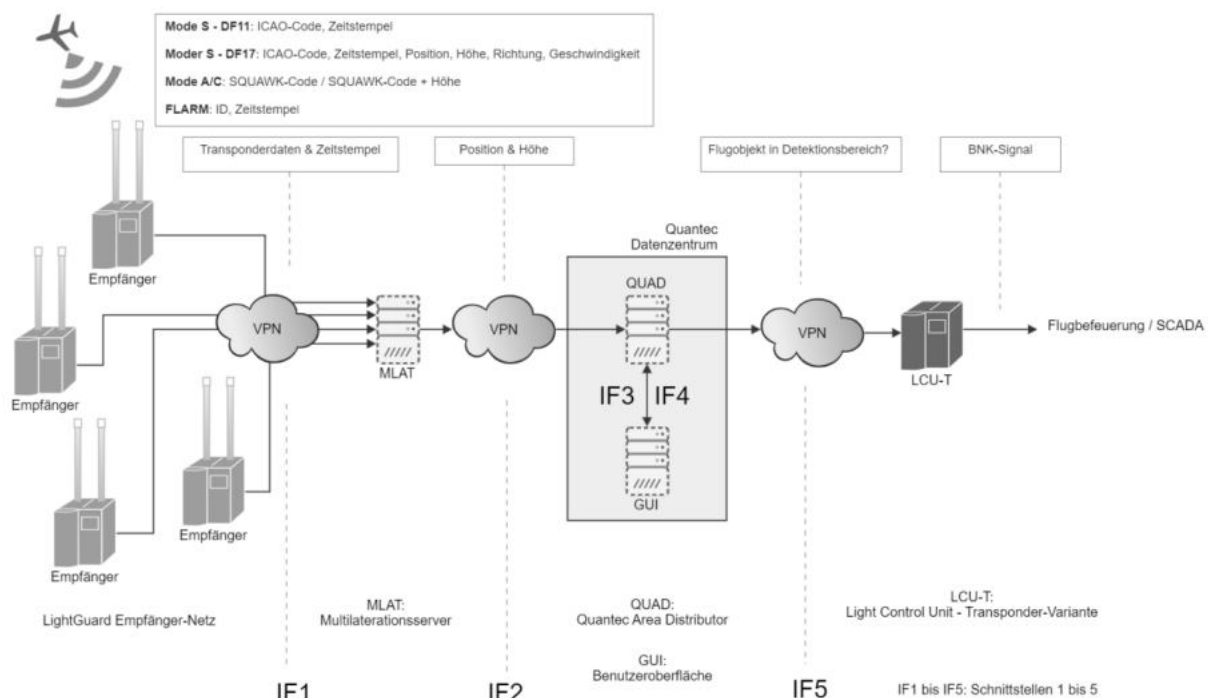 Mode S - DF11: ICAO-Code, Zeitstempel
Moder S - DF17: ICAO-Code, Zeitstempel, Position, Höhe, Richtung, Geschwindigkeit
Mode A/C: SQUAWK-Code / SQUAWK-Code + Höhe
FLARM: ID, Zeitstempel
Transponderdaten & Zeitstempel
Position & Höhe
Flugobjekt in Detektionsbereich?
BNK-Signal
Quantec
Datenzentrum
Empfänger
QUAD
VPN
VPN
VPN
Flugbefeuerung / SCADA
MLAT
LCU-T
Empfänger
IF3
IF4
GUI
Empfänger
Empfänger
LightGuard Empfänger-Netz
MLAT:
Multilaterationsserver
QUAD:
Quantec Area Distributor
LCU-T:
Light Control Unit - Transponder-Variante
GUI:
Benutzeroberfläche
IF1
IF2
IF5
IF1 bis IF5: Schnittstellen 1 bis 5